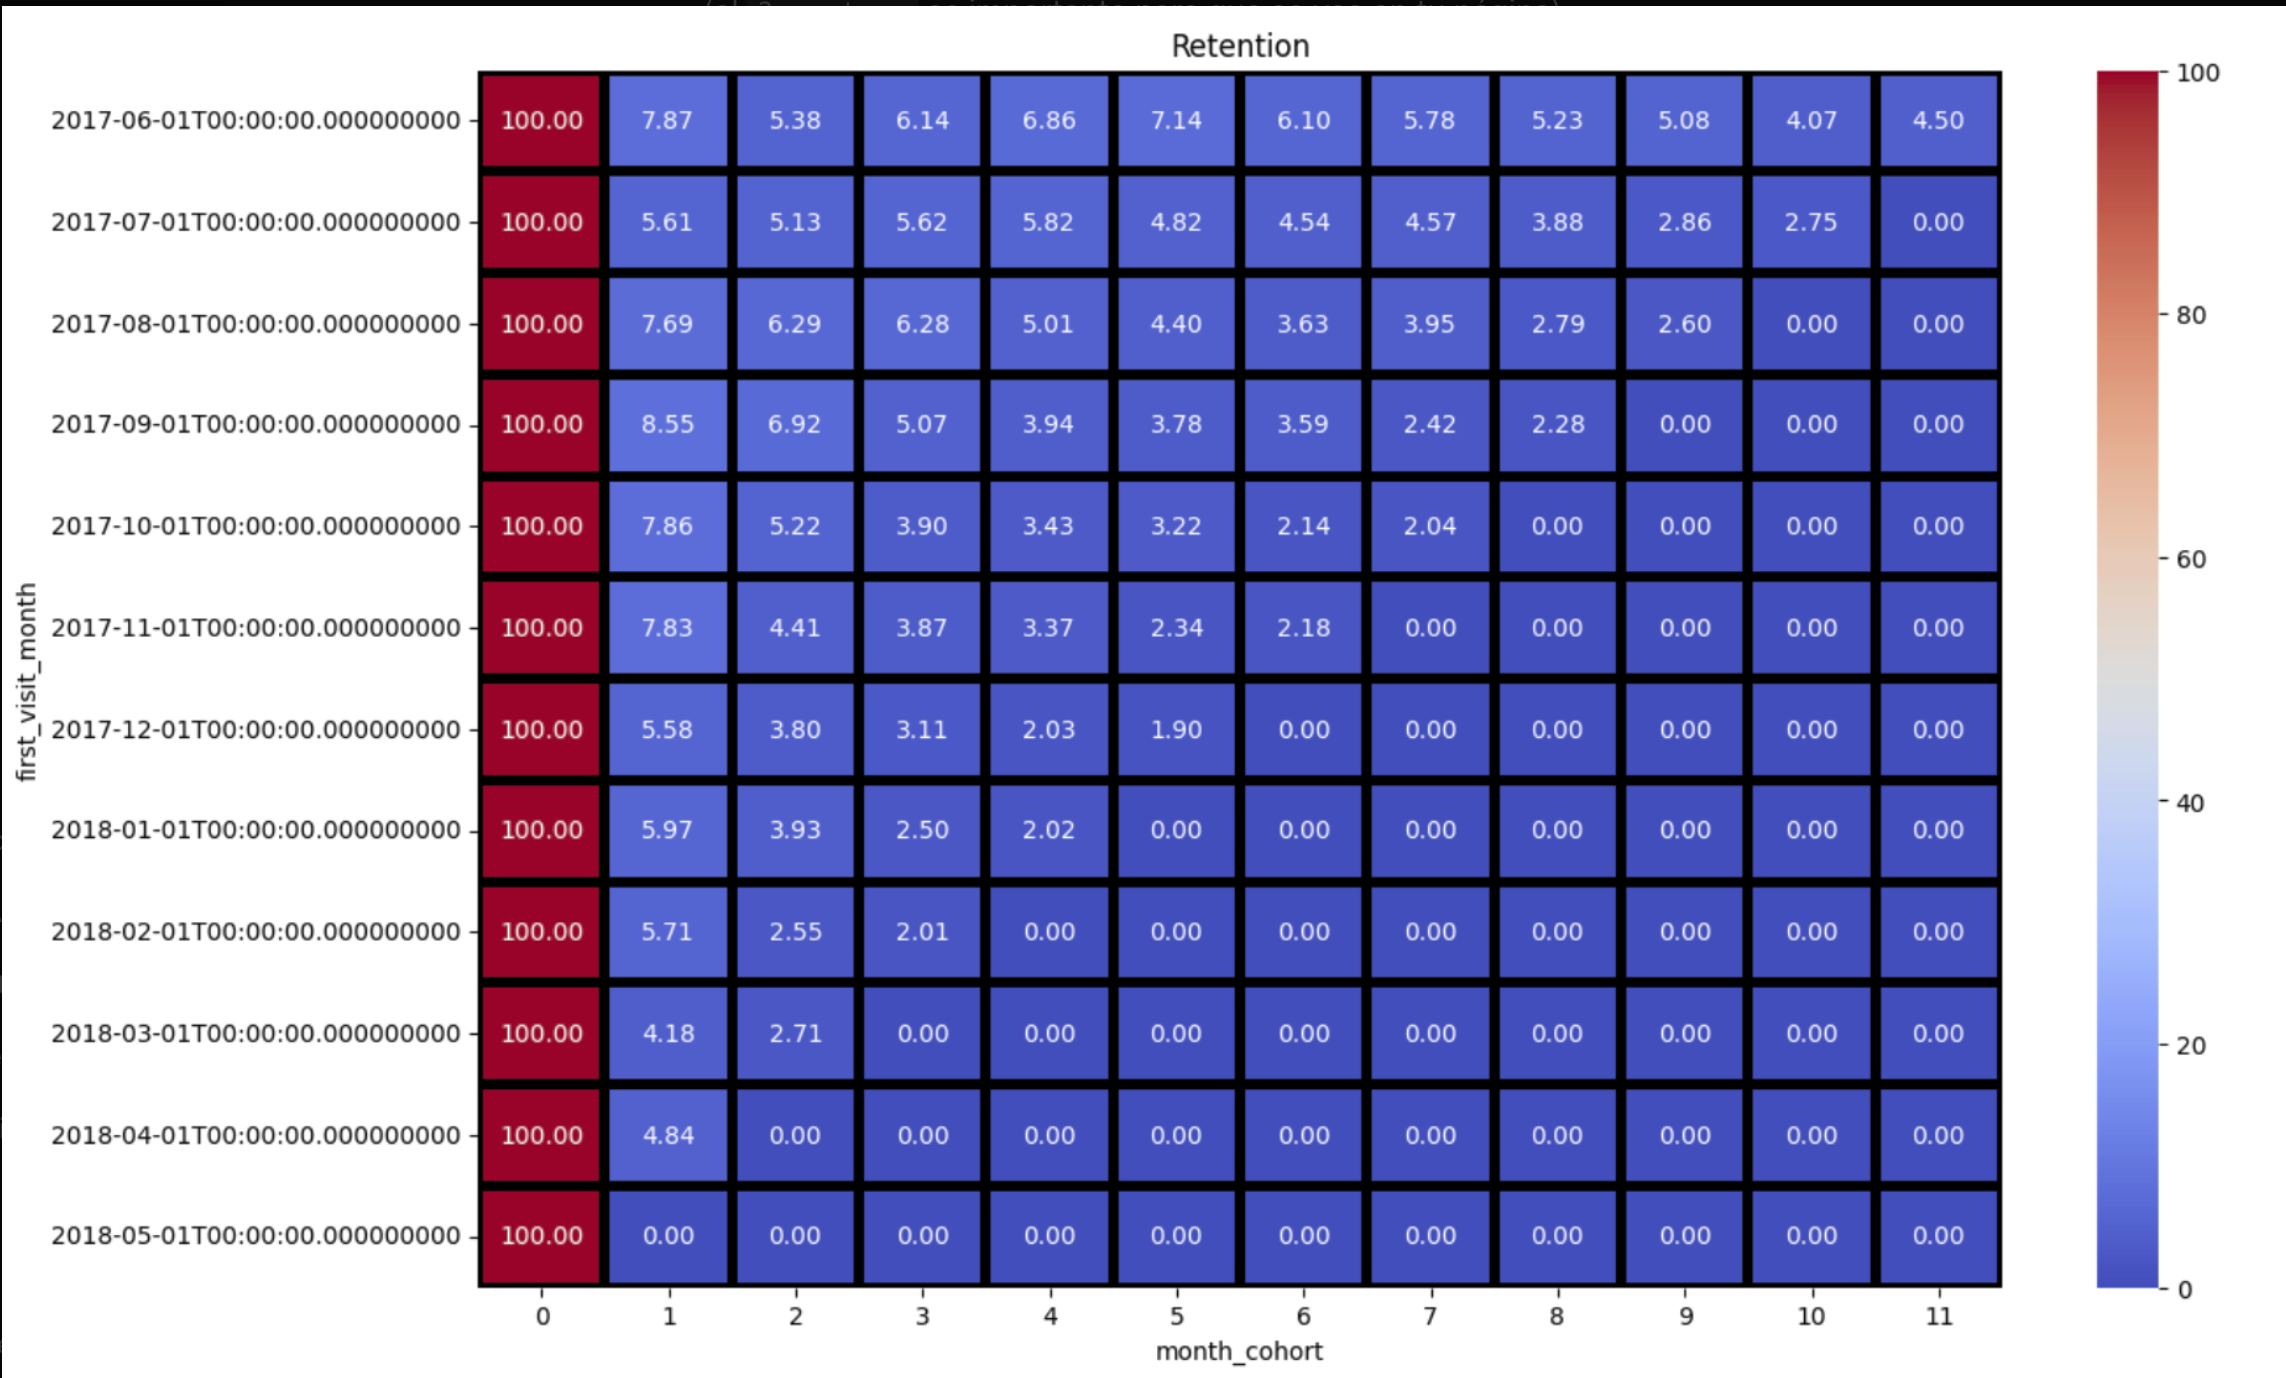 Retention
2017-06-01T00:00:00.000000000 100.00 7.87 5.38 6.14 6.86 7.14 6.10 5.78 5.23 5.08 4.07 4.50
2017-07-01T00:00:00.000000000 100.00 5.61 5.13 5.62 5.82 4.82 4.54 4.57 3.88 2.86 2.75 0.00
2017-08-01T00:00:00.000000000 100.00 7.69 6.29 6.28 5.01 4.40 3.63 3.95 2.79 2.60 0.00 0.00
2017-09-01T00:00:00.000000000 100.00 8.55 6.92 5.07 3.94 3.78 3.59 2.42 2.28 0.00 0.00 0.00
2017-10-01T00:00:00.000000000 100.00 7.86 5.22 3.90 3.43 3.22 2.14 2.04 0.00 0.00 0.00 0.00
2017-11-01T00:00:00.000000000 100.00 7.83 4.41 3.87 3.37 2.34 2.18 0.00 0.00 0.00 0.00 0.00
2017-12-01T00:00:00.000000000 100.00 5.58 3.80 3.11 2.03 1.90 0.00 0.00 0.00 0.00 0.00 0.00
2018-01-01T00:00:00.000000000 100.00 5.97 3.93 2.50 2.02 0.00 0.00 0.00 0.00 0.00 0.00 0.00
2018-02-01T00:00:00.000000000 100.00 5.71 2.55 2.01 0.00 0.00 0.00 0.00 0.00 0.00 0.00 0.00
2018-03-01T00:00:00.000000000 100.00 4.18 2.71 0.00 0.00 0.00 0.00 0.00 0.00 0.00 0.00 0.00
2018-04-01T00:00:00.000000000 100.00 4.84 0.00 0.00 0.00 0.00 0.00 0.00 0.00 0.00 0.00 0.00
2018-05-01T00:00:00.000000000 100.00 0.00 0.00 0.00 0.00 0.00 0.00 0.00 0.00 0.00 0.00 0.00
0 1 2 3 4 5 6 7 8 9 10 11
month_cohort
first_visit_month
100
80
60
40
20
0